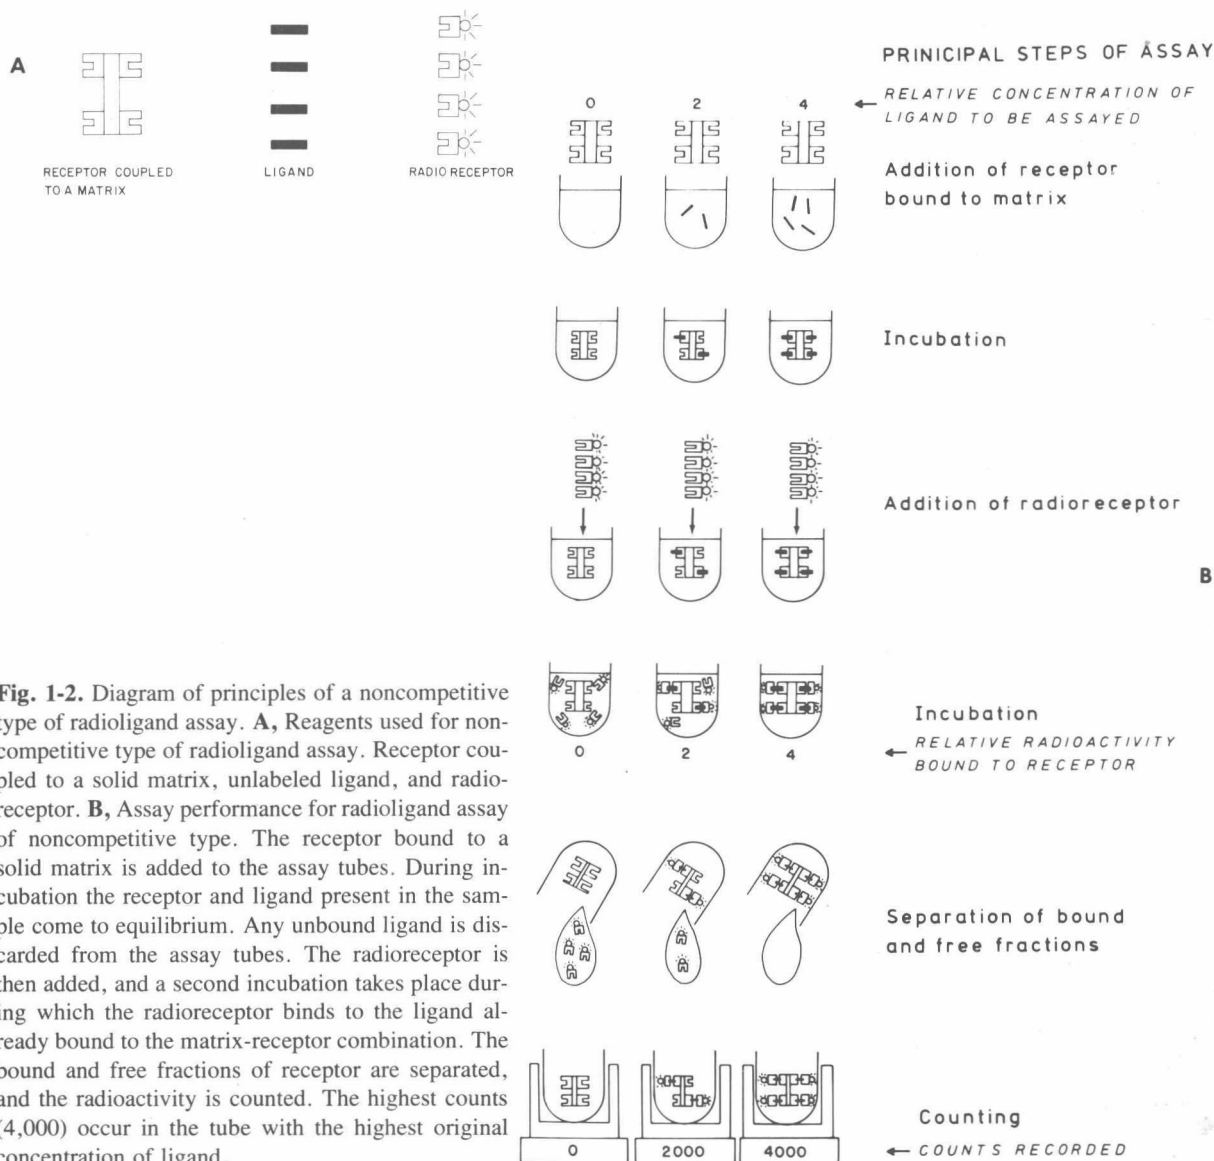 A
RECEPTOR COUPLED
TO A MATRIX
LIGAND
RADIO RECEPTOR
PRINICIPAL STEPS OF ASSAY
0 2 4
← RELATIVE CONCENTRATION OF
LIGAND TO BE ASSAYED
Addition of receptor
bound to matrix
Incubation
Addition of radioreceptor
B
Incubation
0 2 4
← RELATIVE RADIOACTIVITY
BOUND TO RECEPTOR
Separation of bound
and free fractions
Counting
0 2000 4000
← COUNTS RECORDED
Fig. 1-2. Diagram of principles of a noncompetitive
type of radioligand assay. A, Reagents used for non-
competitive type of radioligand assay. Receptor cou-
pled to a solid matrix, unlabeled ligand, and radio-
receptor. B, Assay performance for radioligand assay
of noncompetitive type. The receptor bound to a
solid matrix is added to the assay tubes. During in-
cubation the receptor and ligand present in the sam-
ple come to equilibrium. Any unbound ligand is dis-
carded from the assay tubes. The radioreceptor is
then added, and a second incubation takes place dur-
ing which the radioreceptor binds to the ligand al-
ready bound to the matrix-receptor combination. The
bound and free fractions of receptor are separated,
and the radioactivity is counted. The highest counts
(4,000) occur in the tube with the highest original
concentration of ligand.